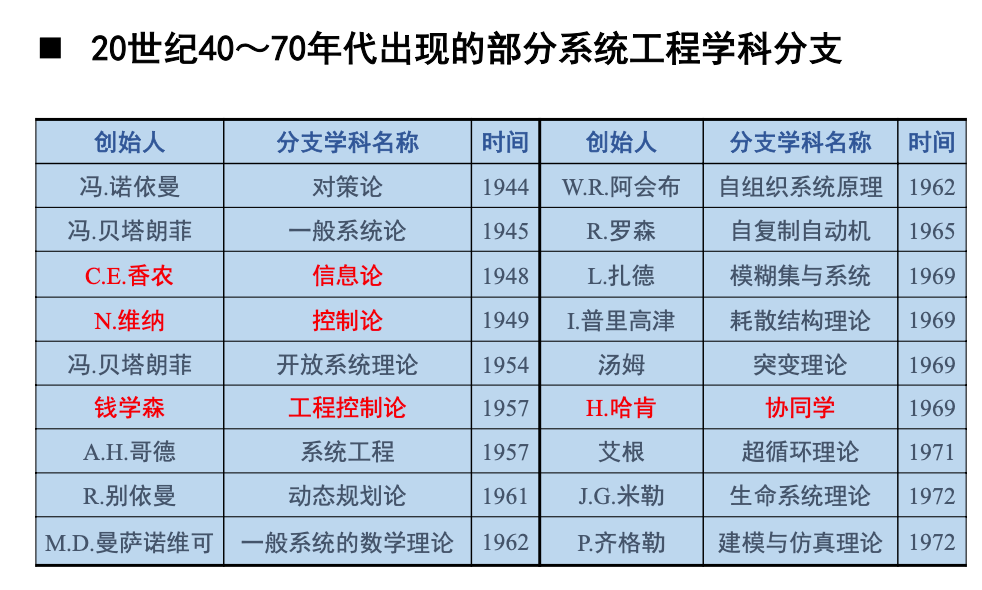 ■ 20世纪40～70年代出现的部分系统工程学科分支
创始人 分支学科名称 时间 创始人 分支学科名称 时间
冯.诺依曼 对策论 1944 W.R.阿会布 自组织系统原理 1962
冯.贝塔朗菲 一般系统论 1945 R.罗森 自复制自动机 1965
C.E.香农 信息论 1948 L.扎德 模糊集与系统 1969
N.维纳 控制论 1949 I.普里高津 耗散结构理论 1969
冯.贝塔朗菲 开放系统理论 1954 汤姆 突变理论 1969
钱学森 工程控制论 1957 H.哈肯 协同学 1969
A.H.哥德 系统工程 1957 艾根 超循环理论 1971
R.别依曼 动态规划论 1961 J.G.米勒 生命系统理论 1972
M.D.曼萨诺维可 一般系统的数学理论 1962 P.齐格勒 建模与仿真理论 1972